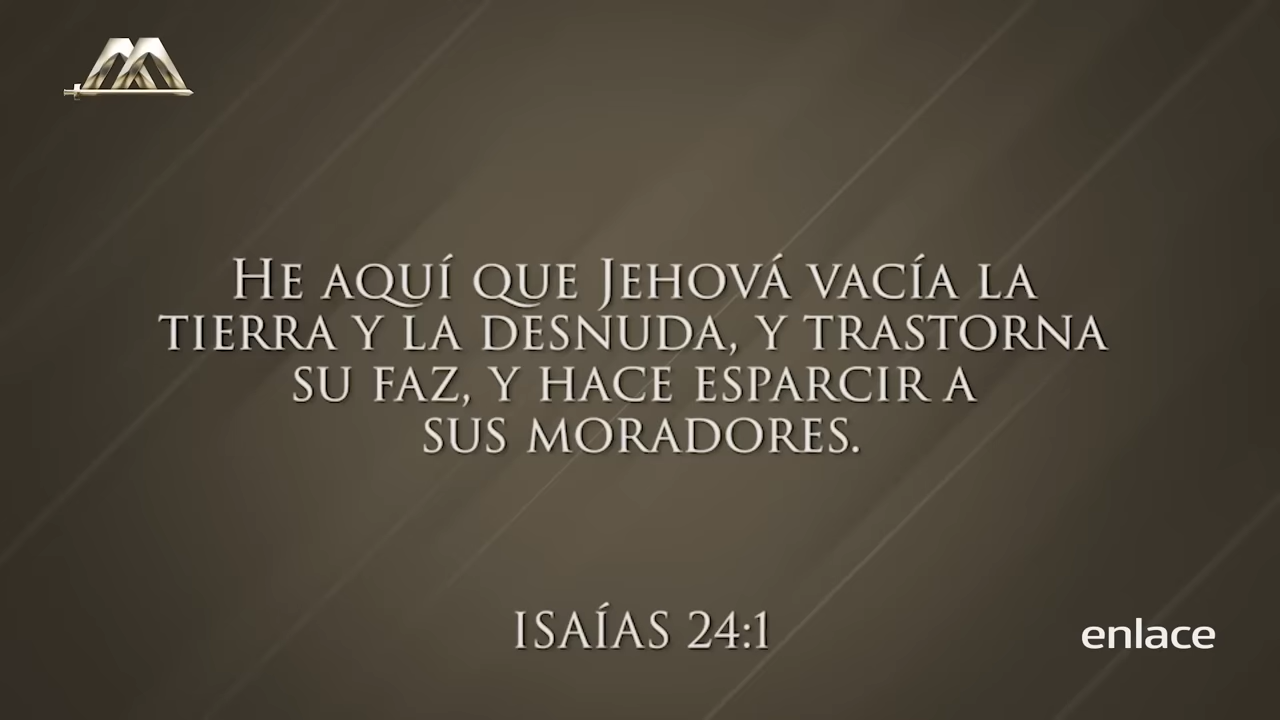 He aquí que Jehová vacía la
tierra y la desnuda, y trastorna
su faz, y hace esparcir a
sus moradores.
ISAÍAS 24:1
enlace